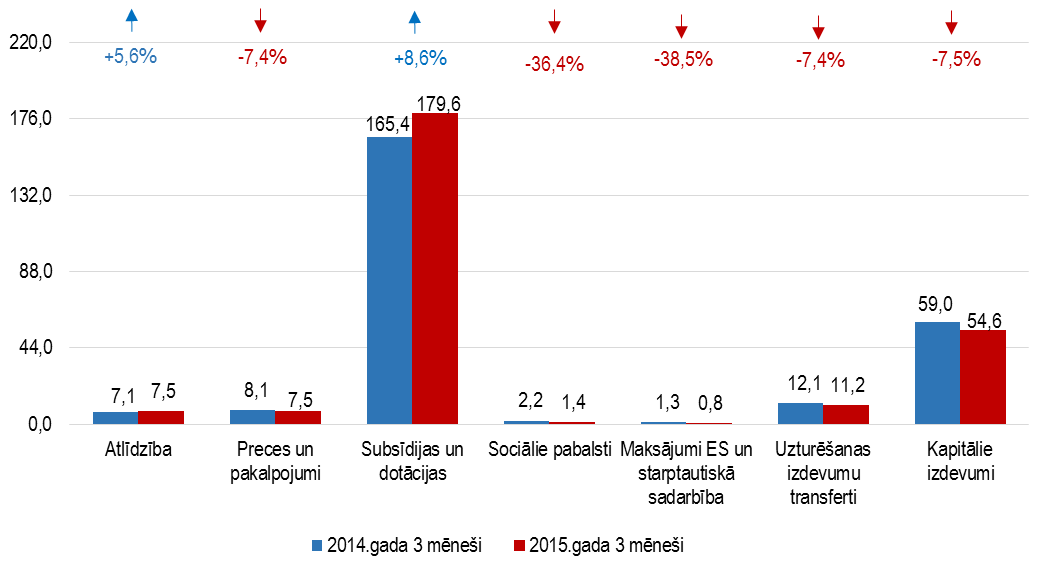 220,0
176,0
132,0
88,0
44,0
0,0
+5,6%
-7,4%
+8,6%
-36,4%
-38,5%
-7,4%
-7,5%
7,1
7,5
8,1
7,5
165,4
179,6
2,2
1,4
1,3
0,8
12,1
11,2
59,0
54,6
Atlīdzība
Preces un
pakalpojumi
Subsīdijas un
dotācijas
Sociālie pabalsti
Maksājumi ES un
starptautiskā
sadarbība
Uzturēšanas
izdevumu
transferti
Kapitālie
izdevumi
2014.gada 3 mēneši
2015.gada 3 mēneši